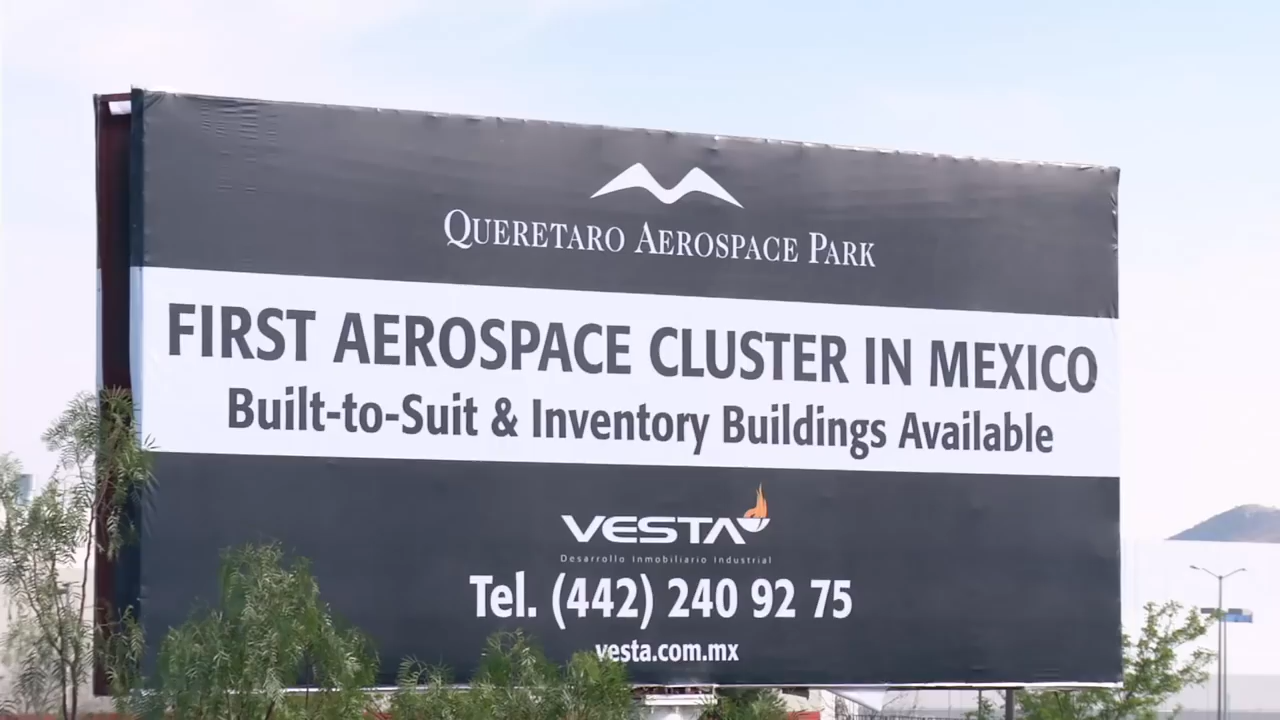 QUERETARO AEROSPACE PARK
FIRST AEROSPACE CLUSTER IN MEXICO
Built-to-Suit & Inventory Buildings Available
VESTA
Desarrollo Inmobiliario Industrial
Tel. (442) 240 92 75
vesta.com.mx